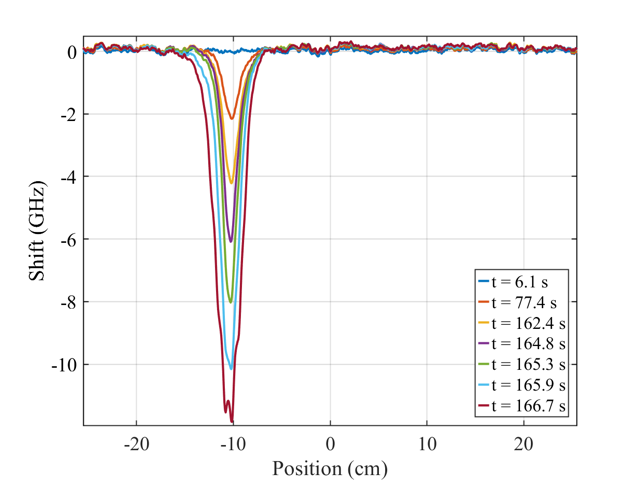 0
-2
-4
-6
-8
-10
Shift (GHz)
t = 6.1 s
t = 77.4 s
t = 162.4 s
t = 164.8 s
t = 165.3 s
t = 165.9 s
t = 166.7 s
-20 -10 0 10 20
Position (cm)